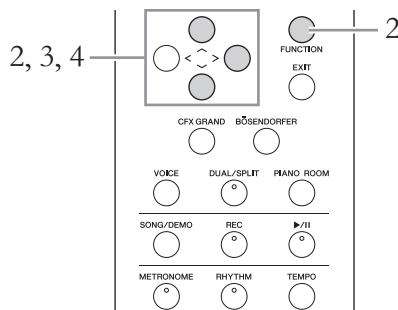 2
2, 3, 4
< >
FUNCTION
EXIT
CFX GRAND BÖSENDORFER
VOICE DUAL/SPLIT PIANO ROOM
SONG/DEMO REC ▶/II
METRONOME RHYTHM TEMPO